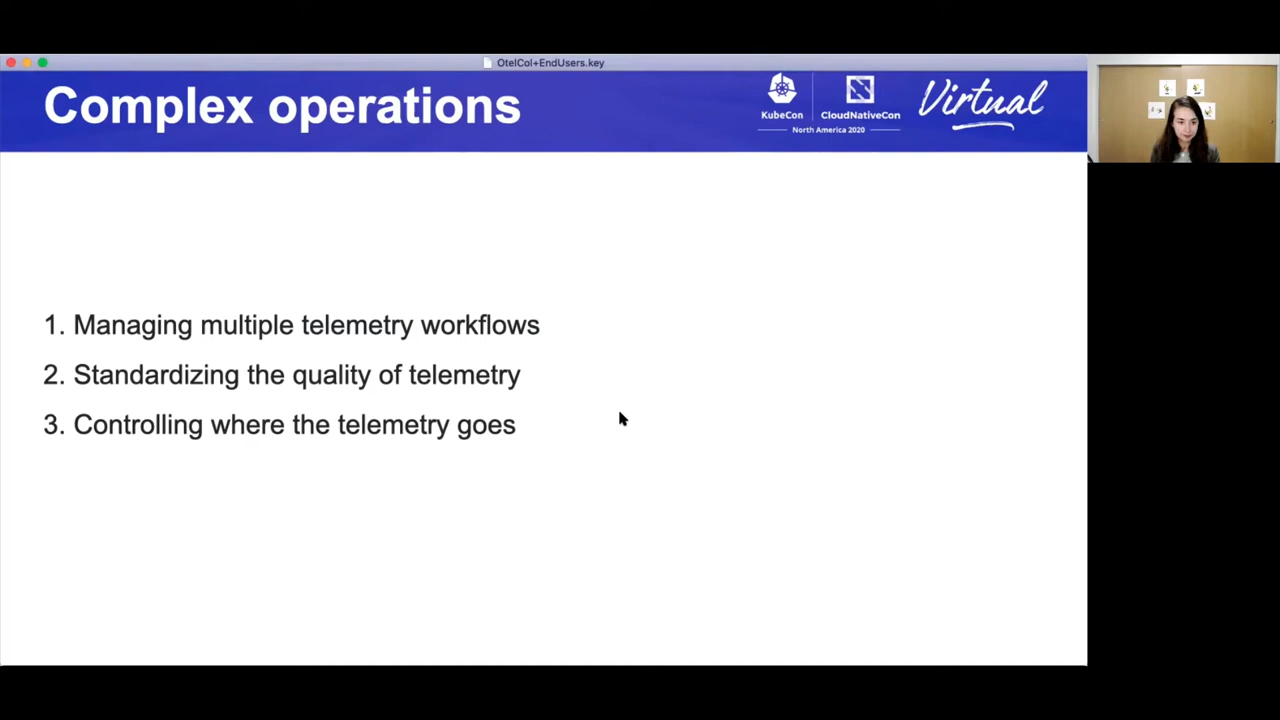 OtelCol+EndUsers.key
Complex operations
KubeCon
CloudNativeCon
North America 2020
Virtual
1. Managing multiple telemetry workflows
2. Standardizing the quality of telemetry
3. Controlling where the telemetry goes